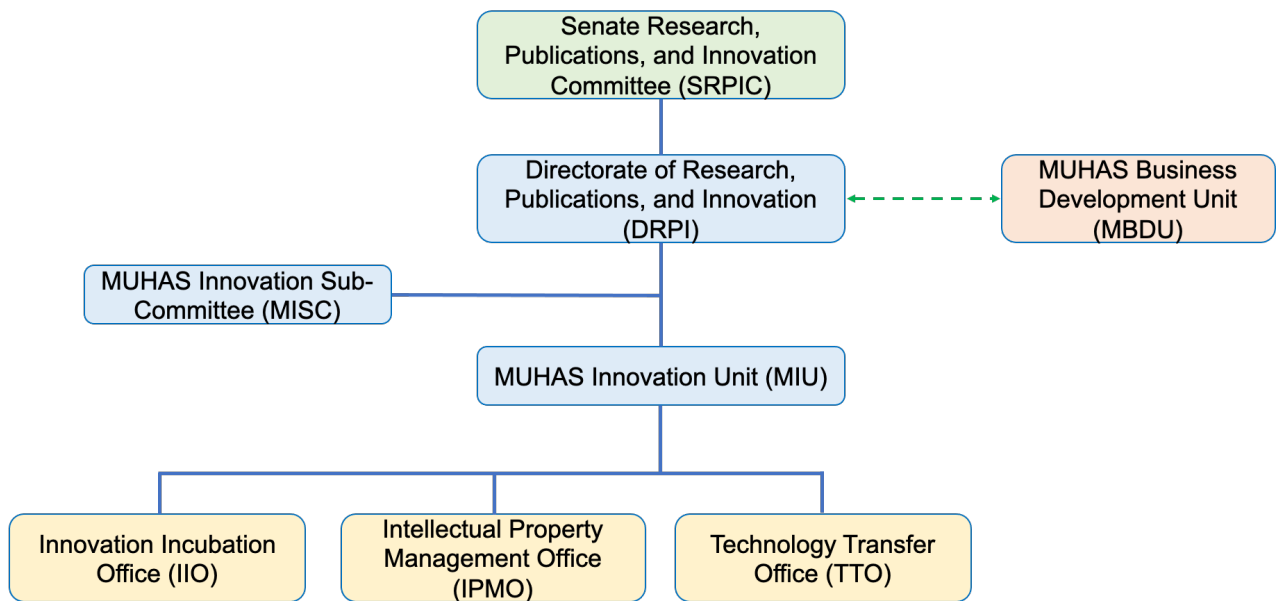 Senate Research,
Publications, and Innovation
Committee (SRPIC)
Directorate of Research,
Publications, and Innovation
(DRPI)
MUHAS Business
Development Unit
(MBDU)
MUHAS Innovation Sub-
Committee (MISC)
MUHAS Innovation Unit (MIU)
Innovation Incubation
Office (IIO)
Intellectual Property
Management Office
(IPMO)
Technology Transfer
Office (TTO)